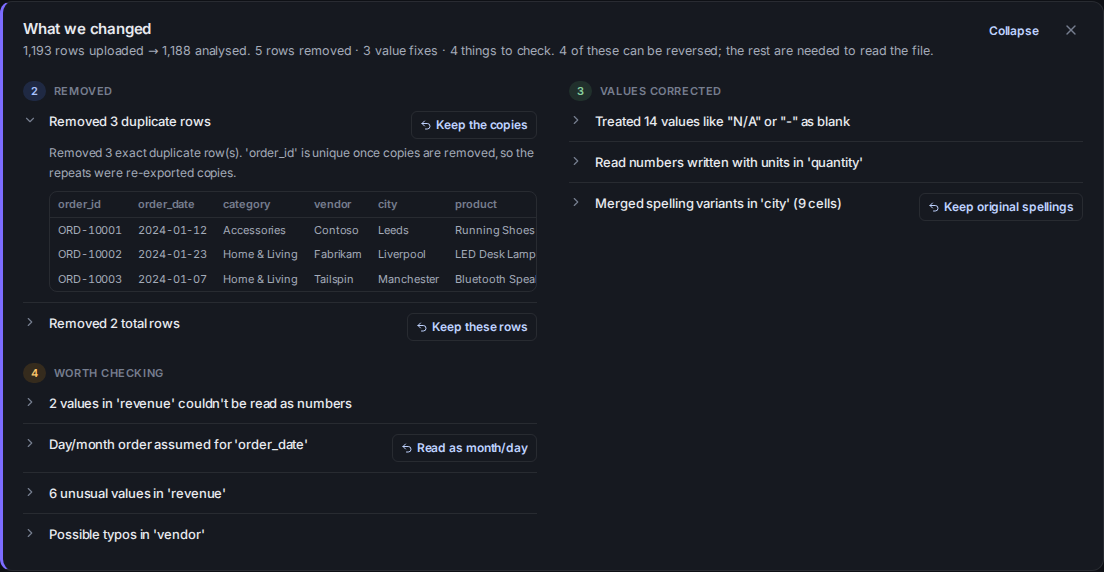 What we changed
Collapse
1,193 rows uploaded → 1,188 analysed. 5 rows removed · 3 value fixes · 4 things to check. 4 of these can be reversed; the rest are needed to read the file.
2 REMOVED
Removed 3 duplicate rows
Keep the copies
Removed 3 exact duplicate row(s). 'order_id' is unique once copies are removed, so the
repeats were re-exported copies.
order_id order_date category vendor city product
ORD-10001 2024-01-12 Accessories Contoso Leeds Running Shoes
ORD-10002 2024-01-23 Home & Living Fabrikam Liverpool LED Desk Lamp
ORD-10003 2024-01-07 Home & Living Tailspin Manchester Bluetooth Spea
Removed 2 total rows
Keep these rows
4 WORTH CHECKING
2 values in 'revenue' couldn't be read as numbers
Day/month order assumed for 'order_date'
Read as month/day
6 unusual values in 'revenue'
Possible typos in 'vendor'
3 VALUES CORRECTED
Treated 14 values like "N/A" or "-" as blank
Read numbers written with units in 'quantity'
Merged spelling variants in 'city' (9 cells)
Keep original spellings